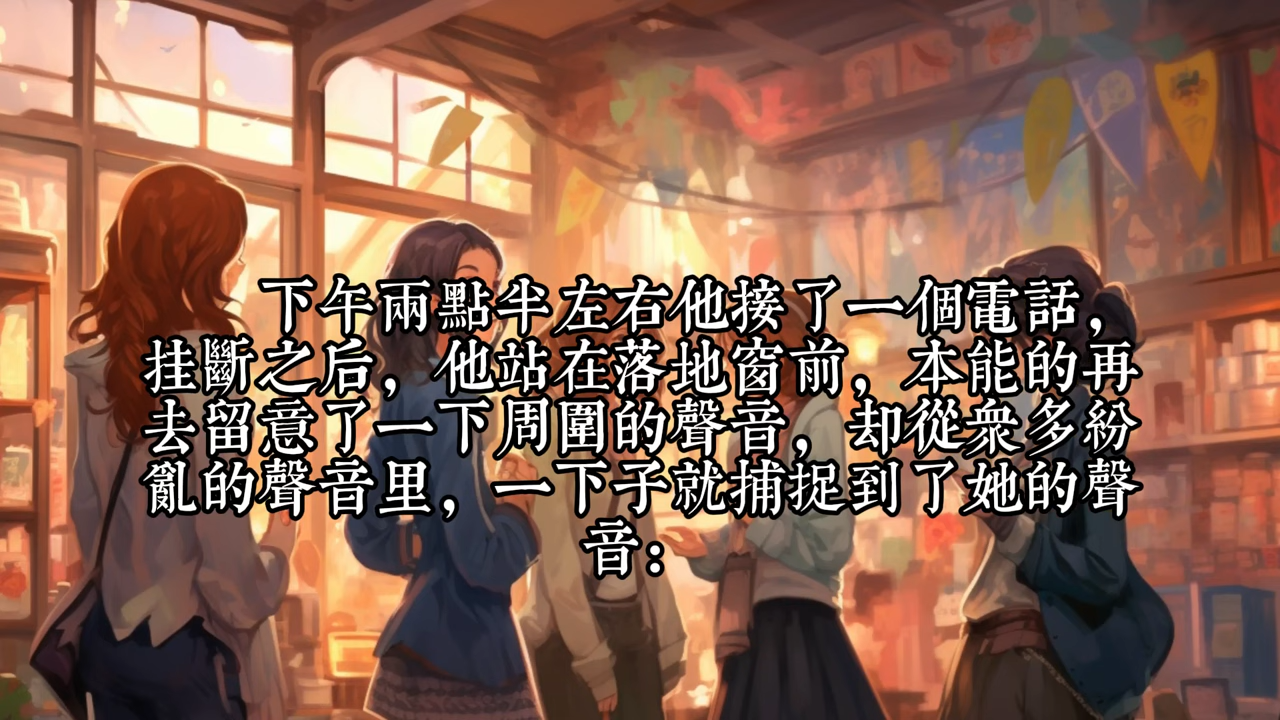 下午兩點半左右他接了一個電話，
挂斷之后，他站在落地窗前，本能的再
去留意了一下周圍的聲音，却從衆多紛
亂的聲音里，一下子就捕捉到了她的聲
音：